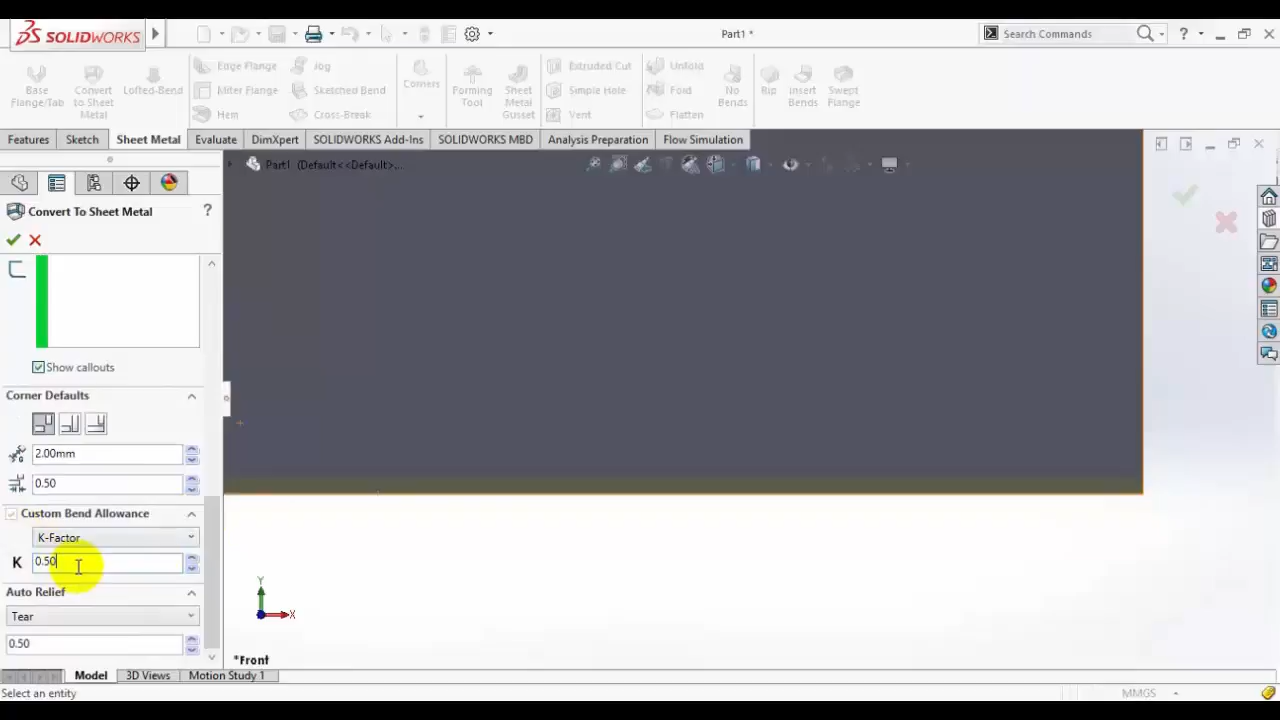 SOLIDWORKS
Part1 *
Search Commands
?
Base Flange/Tab
Convert to Sheet Metal
Lofted-Bend
Edge Flange
Miter Flange
Hem
Jog
Sketched Bend
Cross-Break
Corners
Forming Tool
Sheet Metal Gusset
Extruded Cut
Simple Hole
Vent
Unfold
Fold
Flatten
No Bends
Rip
Insert Bends
Swept Flange
Features
Sketch
Sheet Metal
Evaluate
DimXpert
SOLIDWORKS Add-Ins
SOLIDWORKS MBD
Analysis Preparation
Flow Simulation
Part1 (Default<<Default>...
Convert To Sheet Metal
?
Show callouts
Corner Defaults
2.00mm
0.50
Custom Bend Allowance
K-Factor
K 0.50
Auto Relief
Tear
0.50
Y
X
*Front
Model
3D Views
Motion Study 1
Select an entity
MMGS